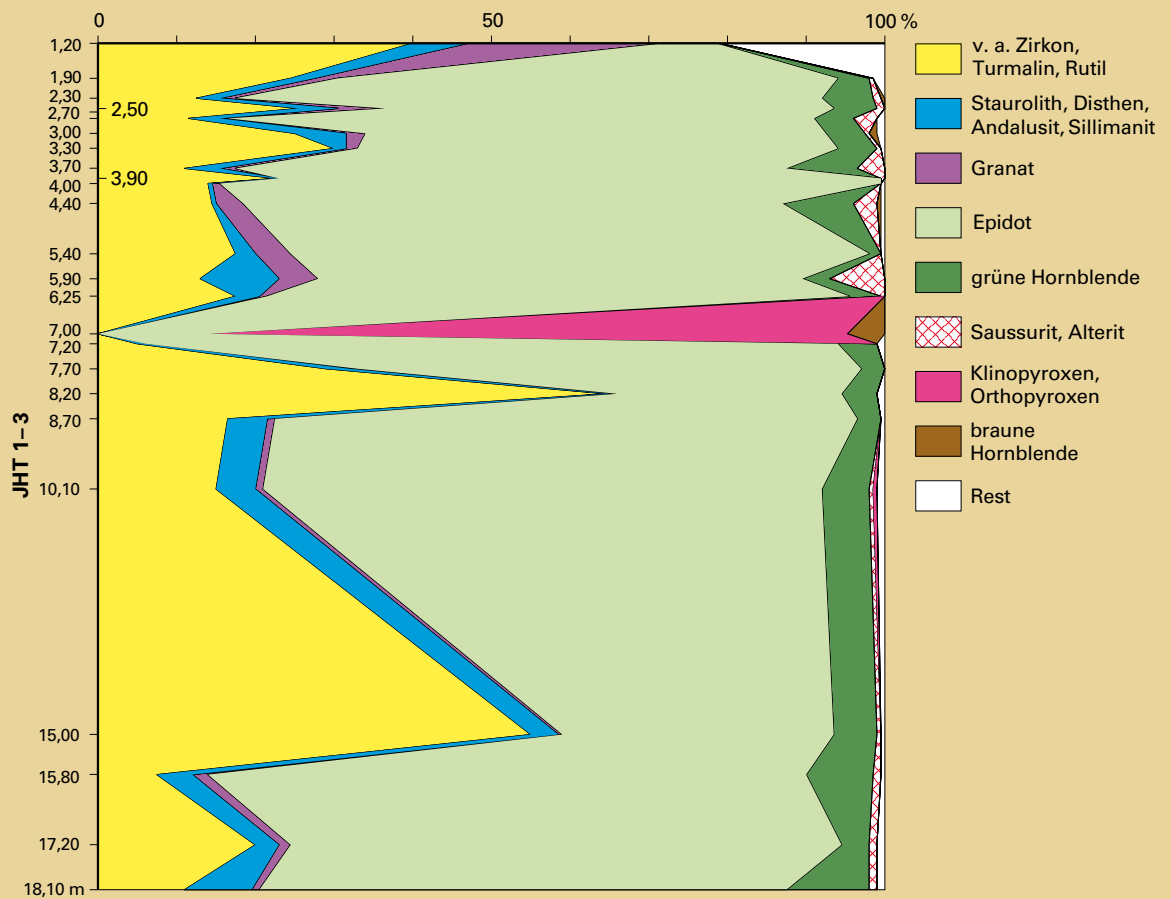 0 50 100 %
1,20
1,90
2,30
2,50
2,70
3,00
3,30
3,70
3,90
4,00
4,40
5,40
5,90
6,25
7,00
7,20
7,70
8,20
8,70
10,10
15,00
15,80
17,20
18,10 m
JHT 1–3
v. a. Zirkon,
Turmalin, Rutil
Staurolith, Disthen,
Andalusit, Sillimanit
Granat
Epidot
grüne Hornblende
Saussurit, Alterit
Klinopyroxen,
Orthopyroxen
braune
Hornblende
Rest